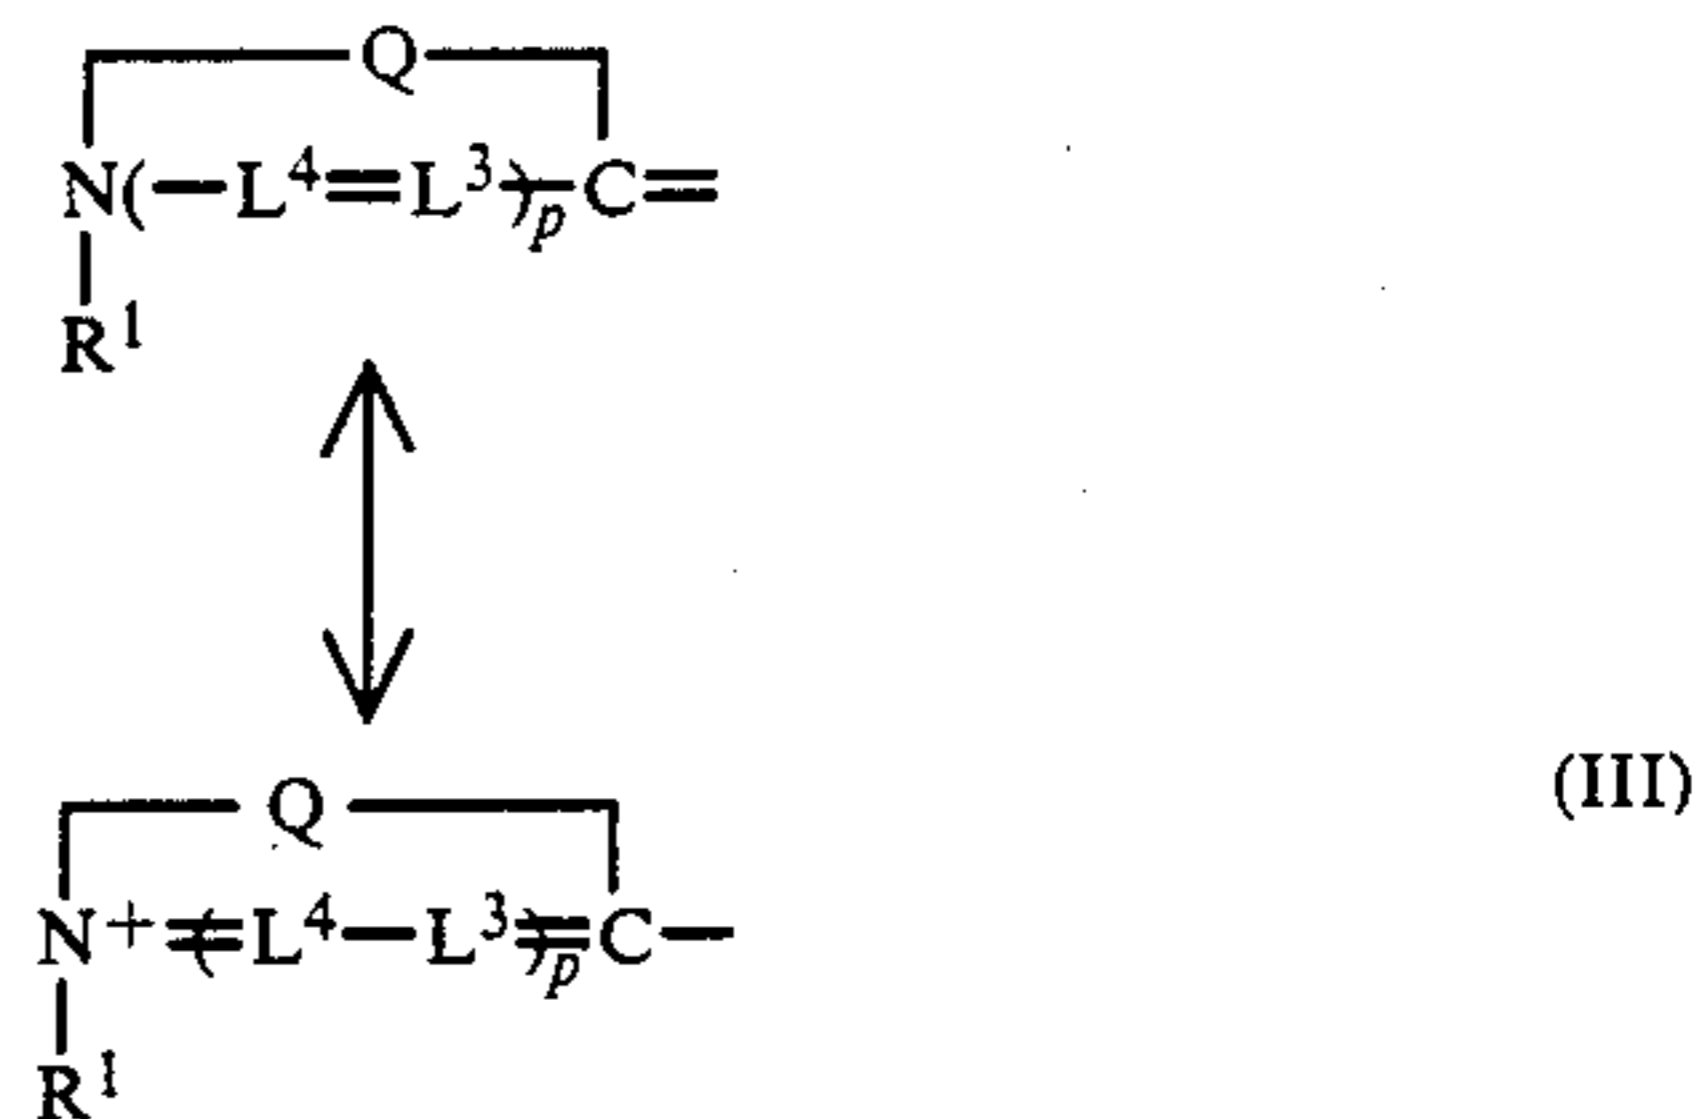 Q
N(—L⁴=L³)ₚ—C=
R¹
(III)
Q
N⁺=(L⁴—L³)ₚ=C—
R¹